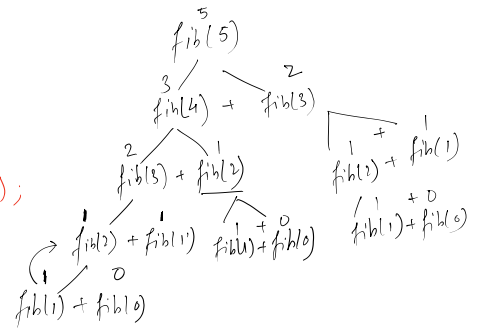 5
fib(5)
3 2
fib(4) + fib(3)
2 1 1 + 1
fib(3) + fib(2) fib(2) + fib(1)
1 1 1 + 0 1 + 0
); fib(2) + fib(1) fib(1) + fib(0) fib(1) + fib(0)
1 0
fib(1) + fib(0)